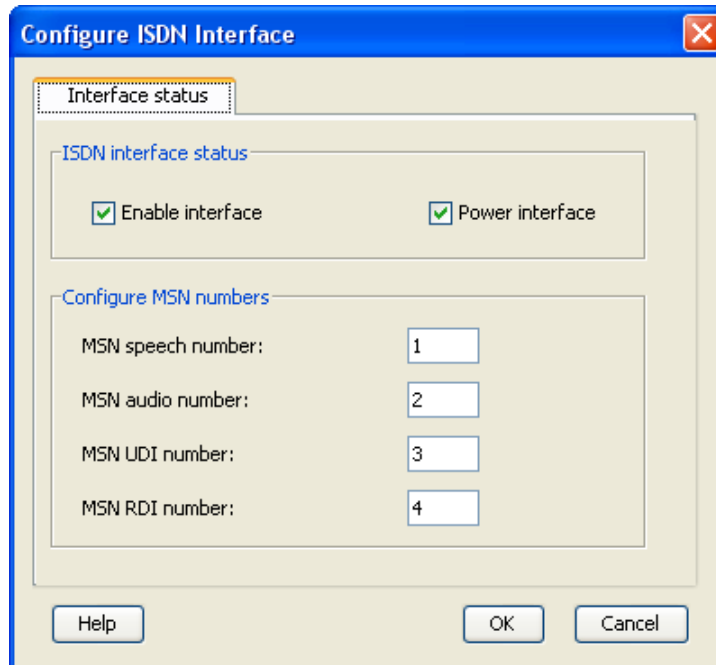 Configure ISDN Interface
Interface status
ISDN interface status
Enable interface Power interface
Configure MSN numbers
MSN speech number: 1
MSN audio number: 2
MSN UDI number: 3
MSN RDI number: 4
Help OK Cancel